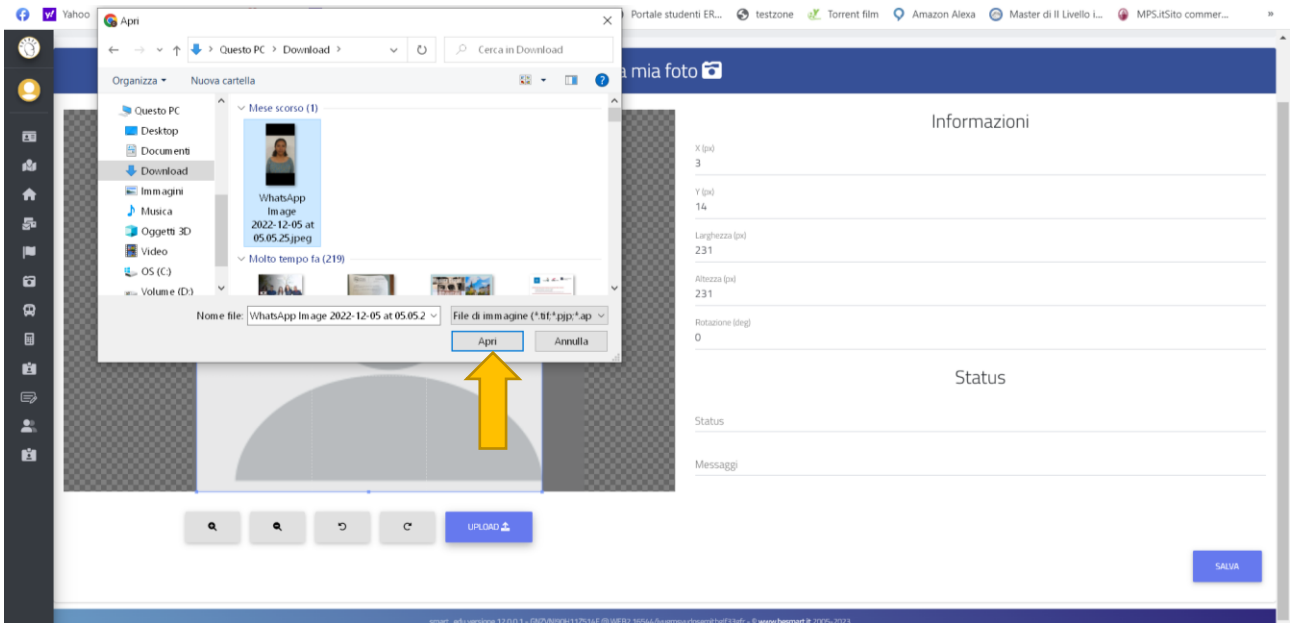 Yahoo
Portale studenti ER...
testzone
Torrent film
Amazon Alexa
Master di II Livello i...
MPS.itSito commer...
»
Apri
Questo PC > Download >
Cerca in Download
Organizza
Nuova cartella
a mia foto
Questo PC
Desktop
Documenti
Download
Immagini
Musica
Oggetti 3D
Video
OS (C:)
Volume (D:)
Mese scorso (1)
WhatsApp
Image
2022-12-05 at
05.05.25.jpeg
Molto tempo fa (219)
Nome file:
WhatsApp Image 2022-12-05 at 05.05.2
File di immagine (*.tif;*.pjp;*.ap
Apri
Annulla
Informazioni
X (px)
3
Y (px)
14
Larghezza (px)
231
Altezza (px)
231
Rotazione (deg)
0
Status
Status
Messaggi
UPLOAD
SALVA
www.besmart.it 2005-2023